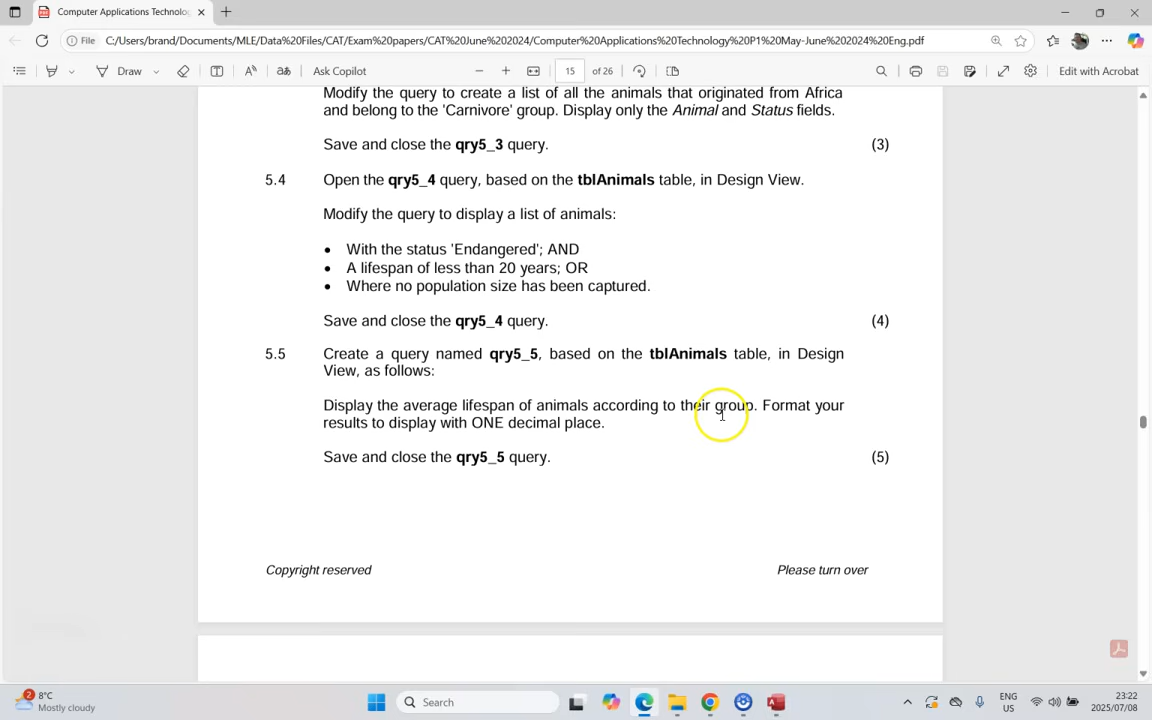 Computer Applications Technolo
File
C:/Users/brand/Documents/MLE/Data%20Files/CAT/Exam%20papers/CAT%20June%202024/Computer%20Applications%20Technology%20P1%20May-June%202024%20Eng.pdf
Draw
Ask Copilot
15 of 26
Edit with Acrobat
Modify the query to create a list of all the animals that originated from Africa
and belong to the 'Carnivore' group. Display only the Animal and Status fields.
Save and close the qry5_3 query. (3)
5.4 Open the qry5_4 query, based on the tblAnimals table, in Design View.
Modify the query to display a list of animals:
• With the status 'Endangered'; AND
• A lifespan of less than 20 years; OR
• Where no population size has been captured.
Save and close the qry5_4 query. (4)
5.5 Create a query named qry5_5, based on the tblAnimals table, in Design
View, as follows:
Display the average lifespan of animals according to their group. Format your
results to display with ONE decimal place.
Save and close the qry5_5 query. (5)
Copyright reserved Please turn over
2
8°C
Mostly cloudy
Search
ENG
US
23:22
2025/07/08